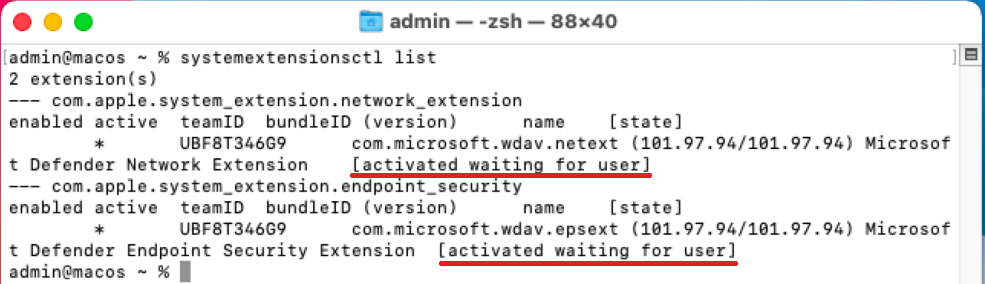 admin — -zsh — 88×40
[admin@macos ~ % systemextensionsctl list ]
2 extension(s)
--- com.apple.system_extension.network_extension
enabled active teamID bundleID (version) name [state]
* UBF8T346G9 com.microsoft.wdav.netext (101.97.94/101.97.94) Microsof
t Defender Network Extension [activated waiting for user]
--- com.apple.system_extension.endpoint_security
enabled active teamID bundleID (version) name [state]
* UBF8T346G9 com.microsoft.wdav.epsext (101.97.94/101.97.94) Microsof
t Defender Endpoint Security Extension [activated waiting for user]
admin@macos ~ %